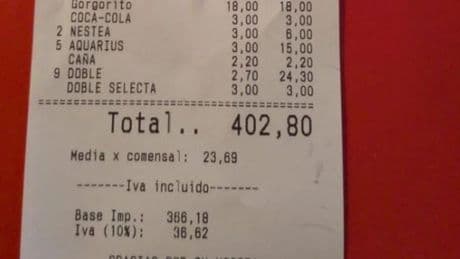 Gorgorito 18,00 18,00
COCA-COLA 3,00 3,00
2 NESTEA 3,00 6,00
5 AQUARIUS 3,00 15,00
CAÑA 2,20 2,20
9 DOBLE 2,70 24,30
DOBLE SELECTA 3,00 3,00
Total.. 402,80
Media x comensal: 23,69
-------Iva incluido-------
Base Imp.: 366,18
Iva (10%): 36,62